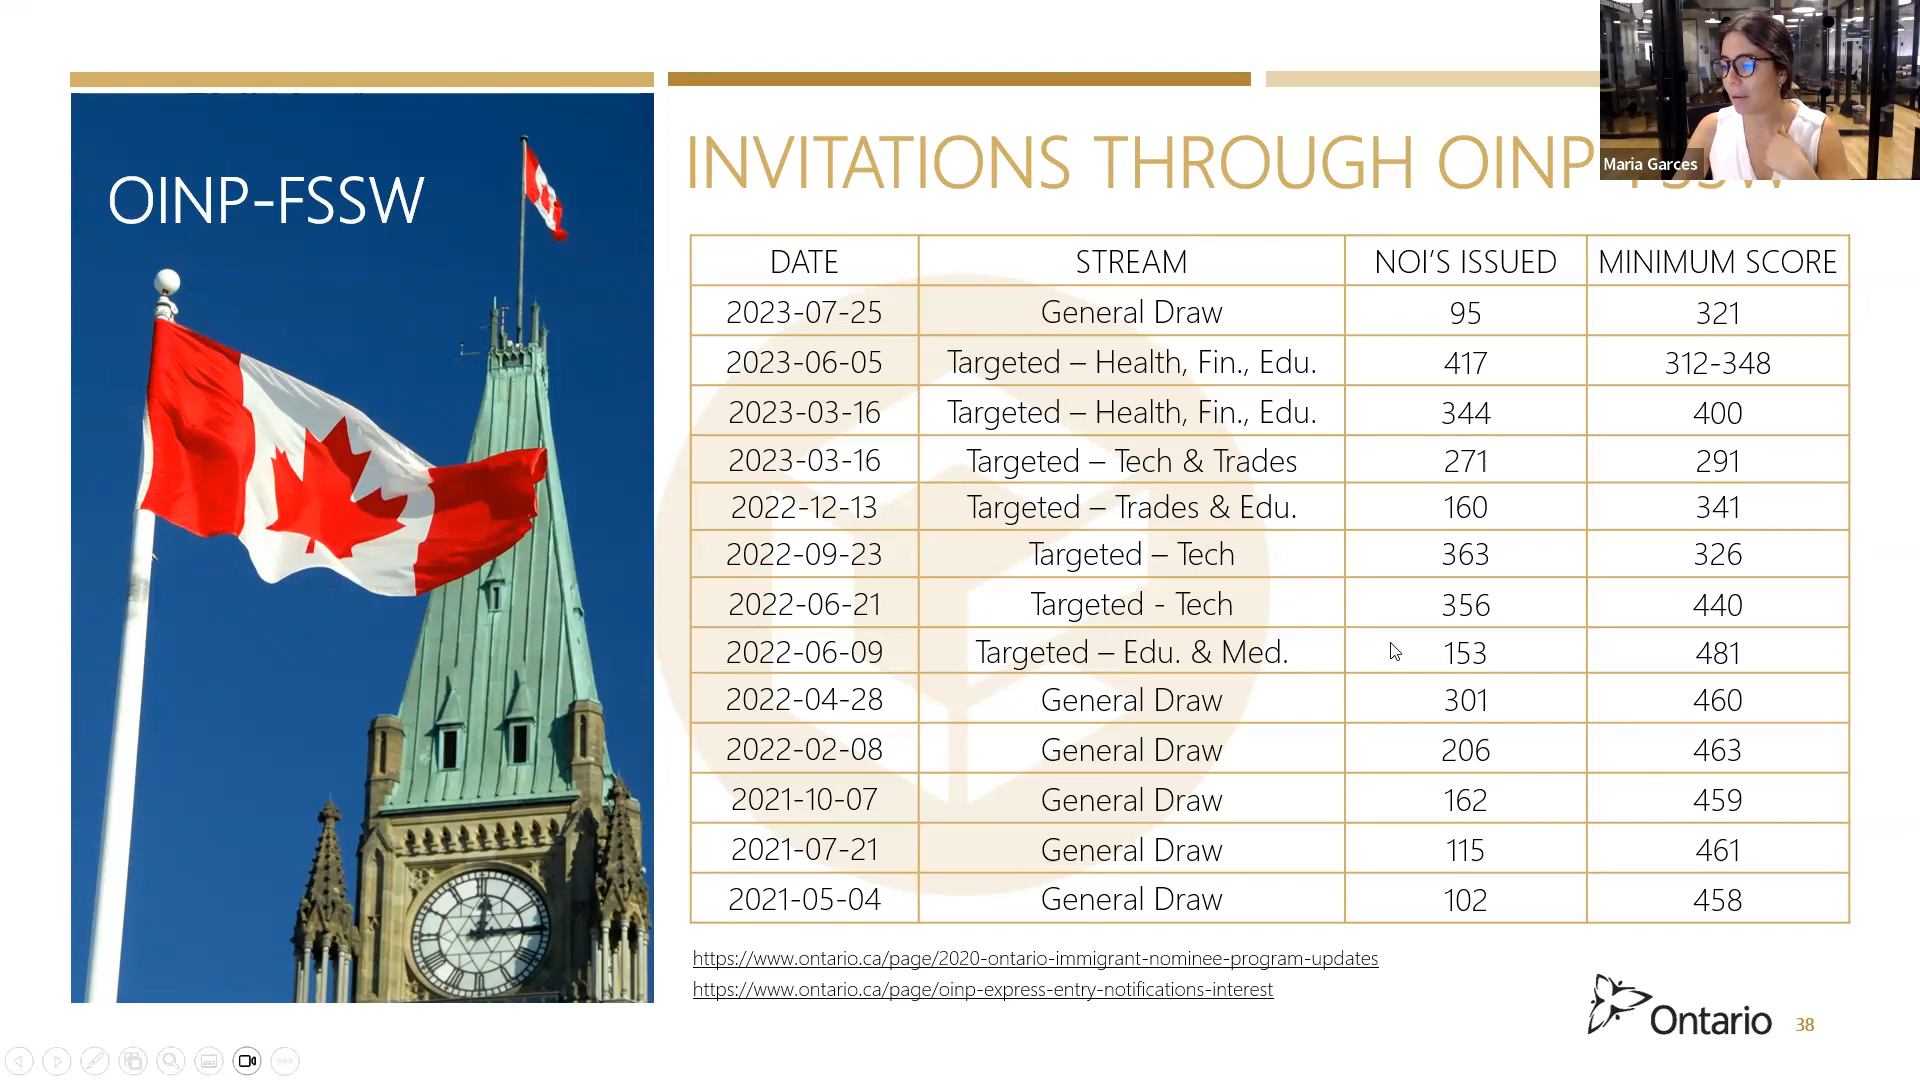 OINP-FSSW
INVITATIONS THROUGH OINP
Maria Garces
DATE STREAM NOI'S ISSUED MINIMUM SCORE
2023-07-25 General Draw 95 321
2023-06-05 Targeted – Health, Fin., Edu. 417 312-348
2023-03-16 Targeted – Health, Fin., Edu. 344 400
2023-03-16 Targeted – Tech & Trades 271 291
2022-12-13 Targeted – Trades & Edu. 160 341
2022-09-23 Targeted – Tech 363 326
2022-06-21 Targeted - Tech 356 440
2022-06-09 Targeted – Edu. & Med. 153 481
2022-04-28 General Draw 301 460
2022-02-08 General Draw 206 463
2021-10-07 General Draw 162 459
2021-07-21 General Draw 115 461
2021-05-04 General Draw 102 458
https://www.ontario.ca/page/2020-ontario-immigrant-nominee-program-updates
https://www.ontario.ca/page/oinp-express-entry-notifications-interest
Ontario 38